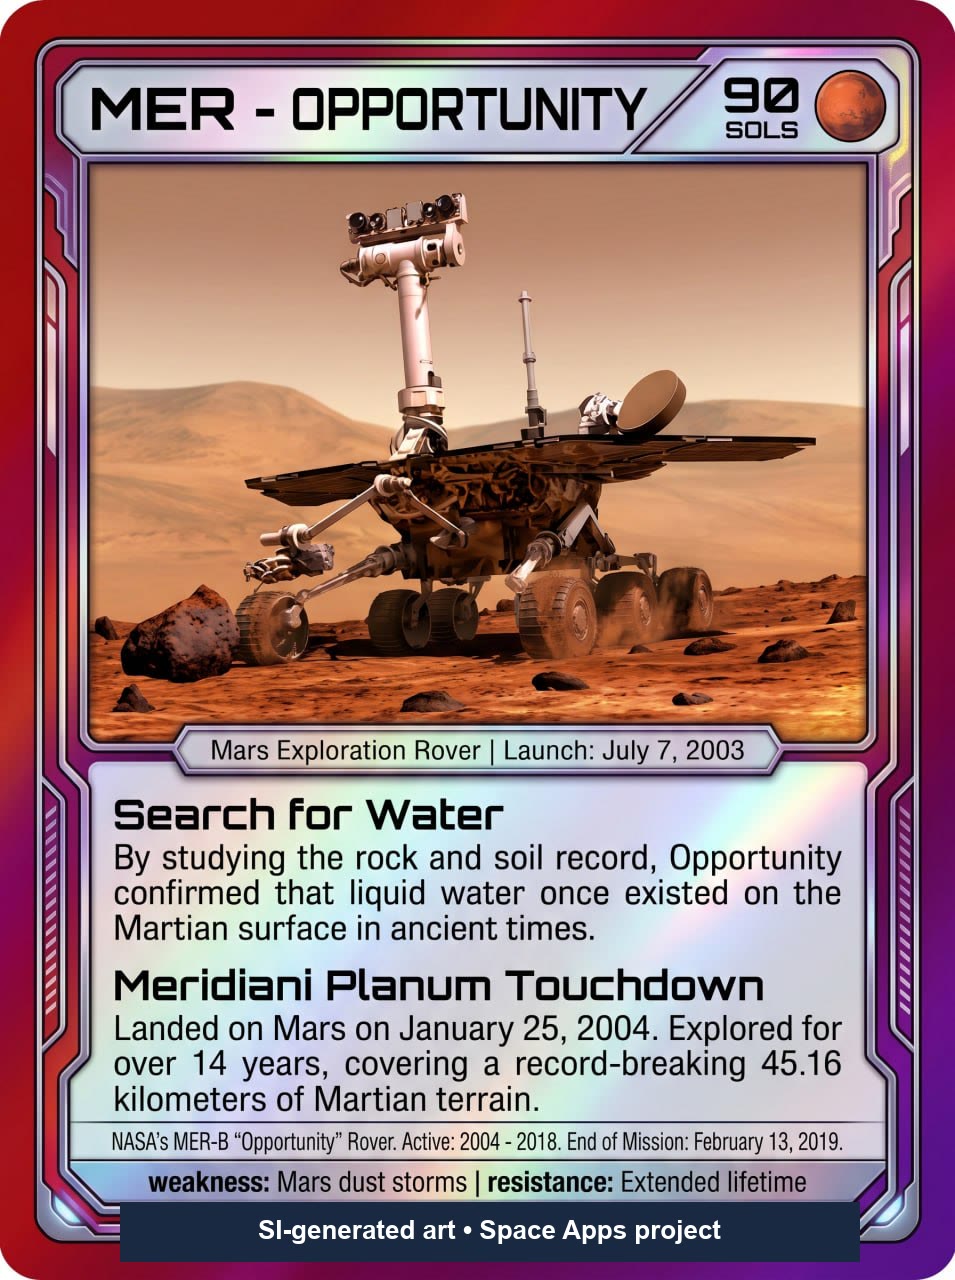 MER - OPPORTUNITY
90
SOLS
Mars Exploration Rover | Launch: July 7, 2003
Search for Water
By studying the rock and soil record, Opportunity
confirmed that liquid water once existed on the
Martian surface in ancient times.
Meridiani Planum Touchdown
Landed on Mars on January 25, 2004. Explored for
over 14 years, covering a record-breaking 45.16
kilometers of Martian terrain.
NASA's MER-B “Opportunity” Rover. Active: 2004 - 2018. End of Mission: February 13, 2019.
weakness: Mars dust storms | resistance: Extended lifetime
SI-generated art • Space Apps project